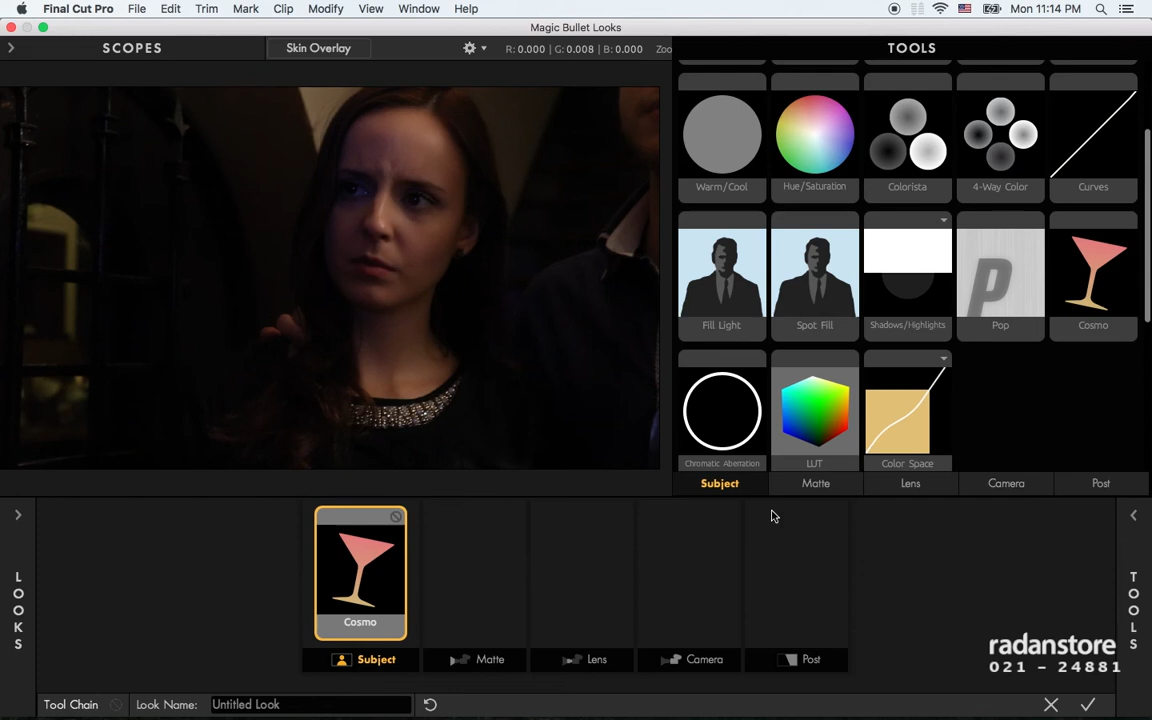 Final Cut Pro File Edit Trim Mark Clip Modify View Window Help Mon 11:14 PM
Magic Bullet Looks
SCOPES Skin Overlay R: 0.000 | G: 0.008 | B: 0.000 Zoo TOOLS
Warm/Cool Hue/Saturation Colorista 4-Way Color Curves
P
Fill Light Spot Fill Shadows/Highlights Pop Cosmo
Chromatic Aberration LUT Color Space
Subject Matte Lens Camera Post
LOOKS
TOOLS
Cosmo
Subject Matte Lens Camera Post
radanstore
021 - 24881
Tool Chain Look Name: Untitled Look